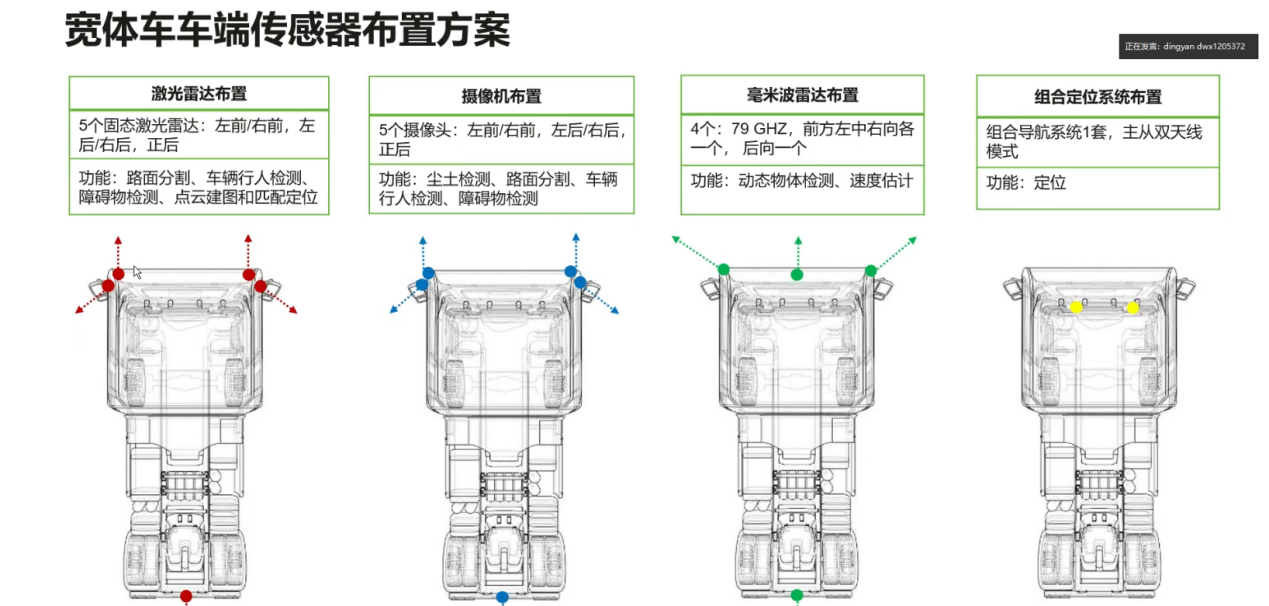 宽体车车端传感器布置方案
正在发言：dingyan dwx1205372
激光雷达布置
5个固态激光雷达：左前/右前，左
后/右后，正后
功能：路面分割、车辆行人检测、
障碍物检测、点云建图和匹配定位
摄像机布置
5个摄像头：左前/右前，左后/右后，
正后
功能：尘土检测、路面分割、车辆
行人检测、障碍物检测
毫米波雷达布置
4个：79 GHZ，前方左中右向各
一个， 后向一个
功能：动态物体检测、速度估计
组合定位系统布置
组合导航系统1套，主从双天线
模式
功能：定位